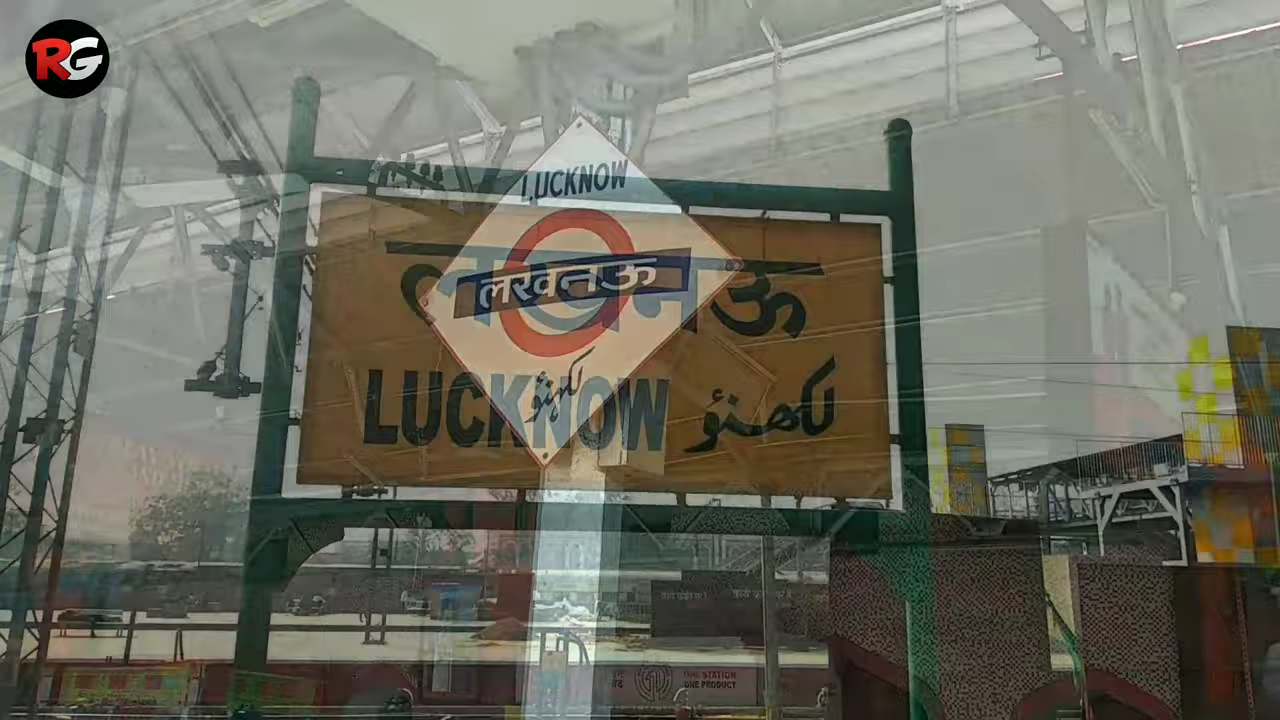 RG
LUCKNOW
लखनऊ
لکھنؤ
लखनऊ
LUCKNOW لکھنؤ
ONE STATION
ONE PRODUCT